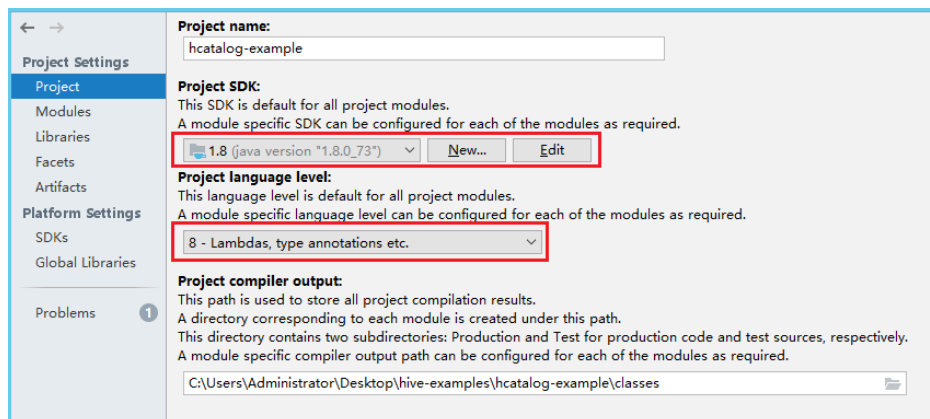 Project Settings
Project
Modules
Libraries
Facets
Artifacts
Platform Settings
SDKs
Global Libraries
Problems 1
Project name:
hcatalog-example
Project SDK:
This SDK is default for all project modules.
A module specific SDK can be configured for each of the modules as required.
1.8 (java version "1.8.0_73") New... Edit
Project language level:
This language level is default for all project modules.
A module specific language level can be configured for each of the modules as required.
8 - Lambdas, type annotations etc.
Project compiler output:
This path is used to store all project compilation results.
A directory corresponding to each module is created under this path.
This directory contains two subdirectories: Production and Test for production code and test sources, respectively.
A module specific compiler output path can be configured for each of the modules as required.
C:\Users\Administrator\Desktop\hive-examples\hcatalog-example\classes